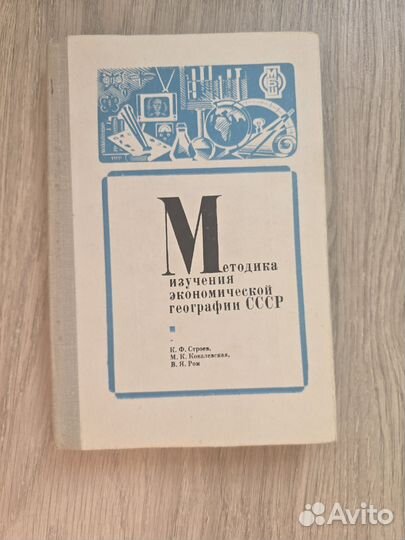 Методика
изучения
экономической
географии СССР
К. Ф. Строев,
М. К. Ковалевская,
В. Я. Ром
Avito